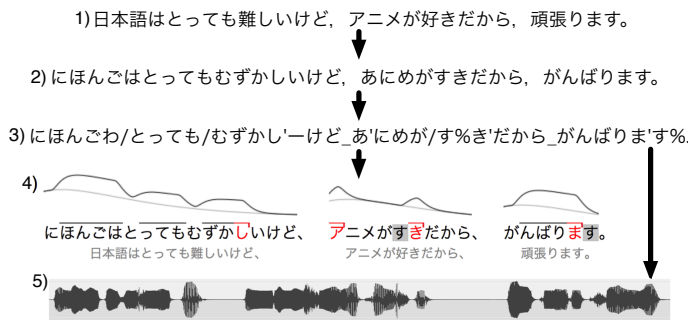 1)日本語はとっても難しいけど，アニメが好きだから，頑張ります。
2)にほんごはとってもむずかしいけど，あにめがすきだから，がんばります。
3)にほんごわ/とっても/むずかし'ーけど_あ'にめが/す%き'だから_がんばりま'す%.
4)
にほんごはとってもむずかしいけど、 アニメがすきだから、 がんばります。
日本語はとっても難しいけど、 アニメが好きだから、 頑張ります。
5)